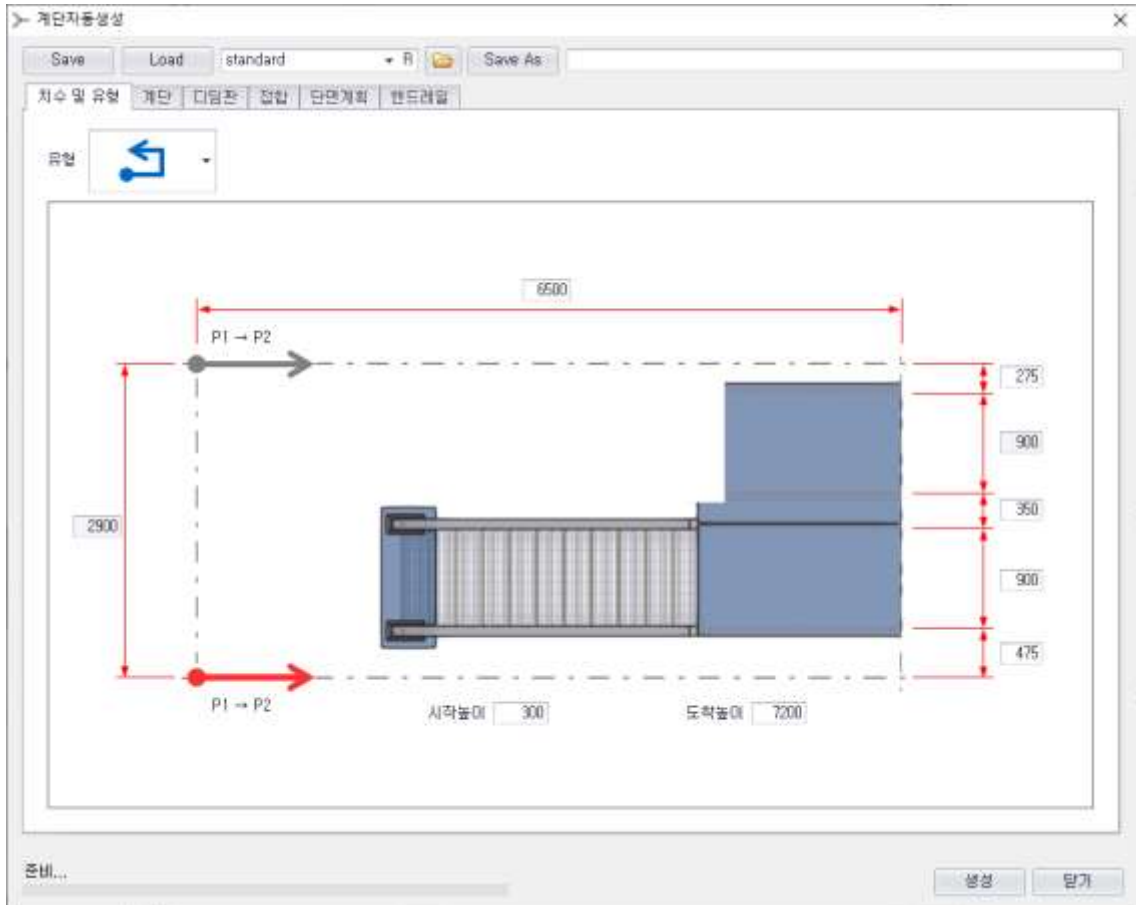 계단자동생성
Save Load standard R Save As
치수 및 유형 계단 디딤판 접합 단면계획 핸드레일
유형
6500
P1 → P2
275
900
350
2900
900
475
P1 → P2
시작높이 300 도착높이 7200
준비...
생성 닫기